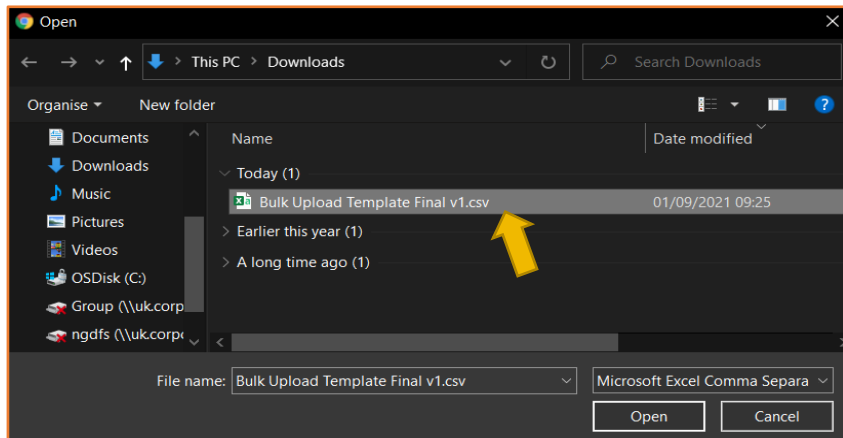 Open
This PC > Downloads
Search Downloads
Organise
New folder
Documents
Downloads
Music
Pictures
Videos
OSDisk (C:)
Group (\\uk.corp
ngdfs (\\uk.corp
Name
Date modified
Today (1)
Bulk Upload Template Final v1.csv
01/09/2021 09:25
Earlier this year (1)
A long time ago (1)
File name:
Bulk Upload Template Final v1.csv
Microsoft Excel Comma Separa
Open
Cancel